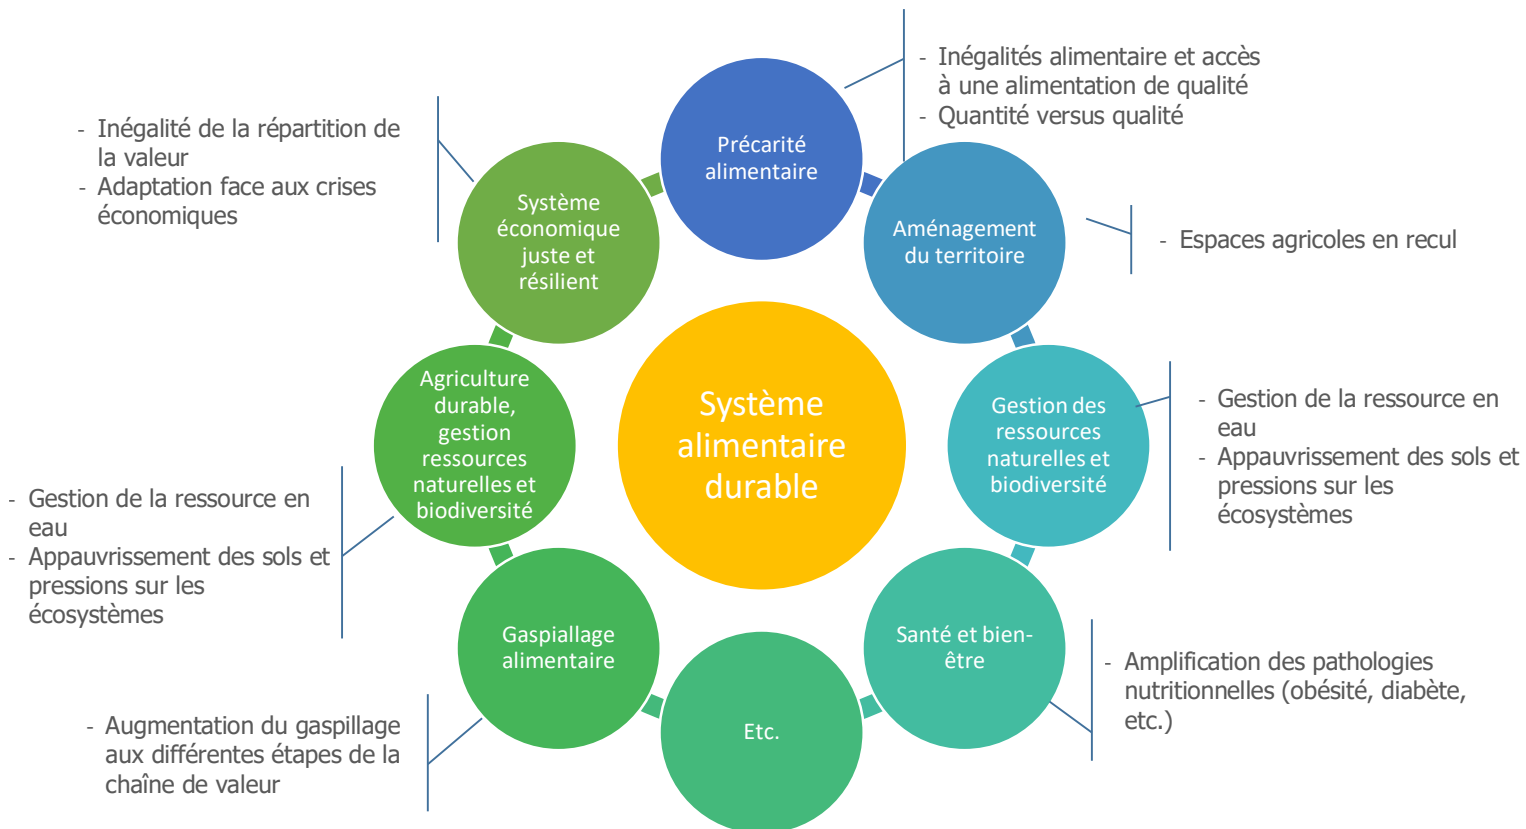 - Inégalités alimentaire et accès
à une alimentation de qualité
- Quantité versus qualité
Précarité
alimentaire
- Inégalité de la répartition de
la valeur
- Adaptation face aux crises
économiques
Système
économique
juste et
résilient
Aménagement
du territoire
- Espaces agricoles en recul
Système
alimentaire
durable
Agriculture
durable,
gestion
ressources
naturelles et
biodiversité
Gestion des
ressources
naturelles et
biodiversité
- Gestion de la ressource en
eau
- Appauvrissement des sols et
pressions sur les
écosystèmes
- Gestion de la ressource en
eau
- Appauvrissement des sols et
pressions sur les
écosystèmes
Gaspiallage
alimentaire
Santé et bien-
être
- Amplification des pathologies
nutritionnelles (obésité, diabète,
etc.)
- Augmentation du gaspillage
aux différentes étapes de la
chaîne de valeur
Etc.